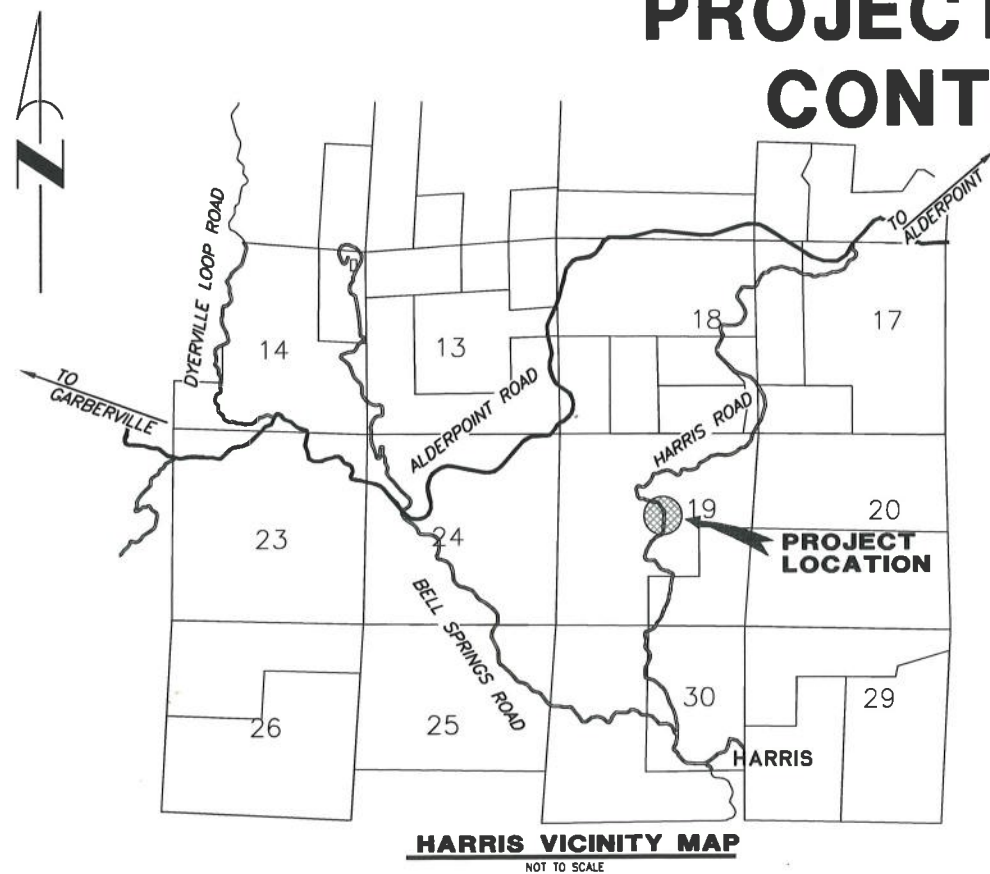 PROJECT
CONT
N
TO
ALDERPOINT
DYERVILLE LOOP ROAD
14
13
18
17
TO
GARBERVILLE
ALDERPOINT ROAD
HARRIS ROAD
23
24
19
20
PROJECT
LOCATION
BELL SPRINGS ROAD
26
25
30
29
HARRIS
HARRIS VICINITY MAP
NOT TO SCALE